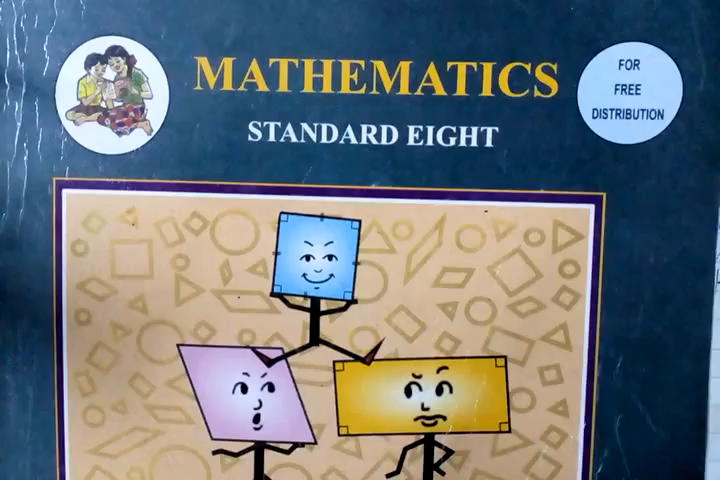 MATHEMATICS
STANDARD EIGHT
FOR
FREE
DISTRIBUTION